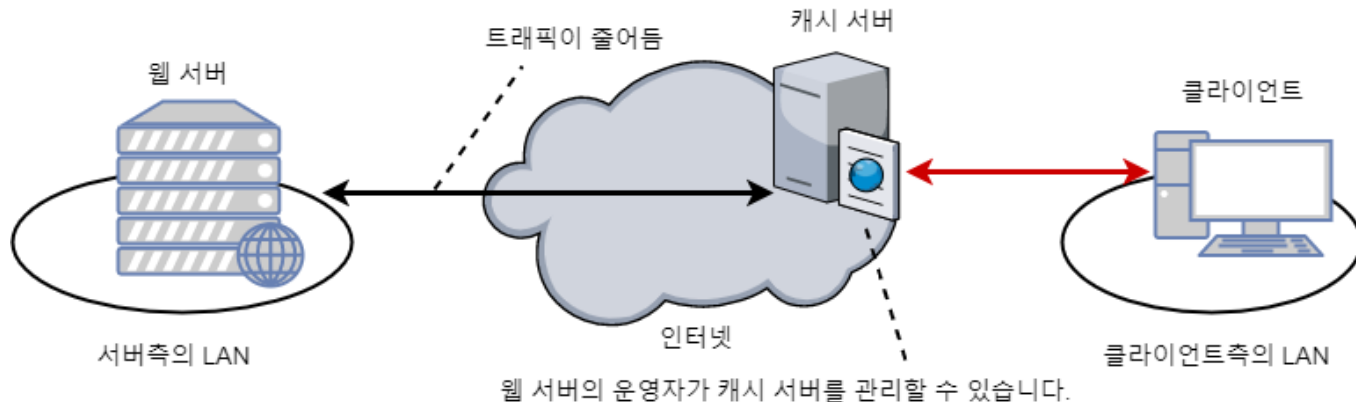 캐시 서버
트래픽이 줄어듬
웹 서버
클라이언트
인터넷
서버측의 LAN
클라이언트측의 LAN
웹 서버의 운영자가 캐시 서버를 관리할 수 있습니다.